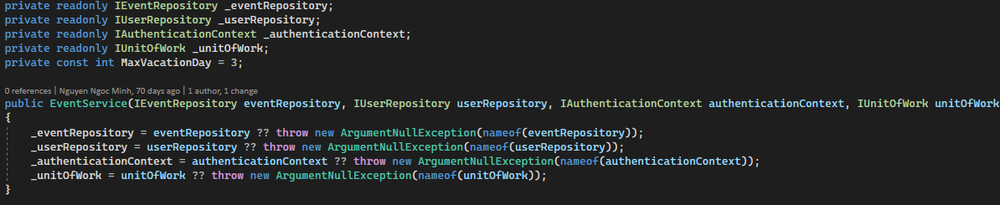 private readonly IEventRepository _eventRepository;
private readonly IUserRepository _userRepository;
private readonly IAuthenticationContext _authenticationContext;
private readonly IUnitOfWork _unitOfWork;
private const int MaxVacationDay = 3;
0 references | Nguyen Ngoc Minh, 70 days ago | 1 author, 1 change
public EventService(IEventRepository eventRepository, IUserRepository userRepository, IAuthenticationContext authenticationContext, IUnitOfWork unitOfWork
{
_eventRepository = eventRepository ?? throw new ArgumentNullException(nameof(eventRepository));
_userRepository = userRepository ?? throw new ArgumentNullException(nameof(userRepository));
_authenticationContext = authenticationContext ?? throw new ArgumentNullException(nameof(authenticationContext));
_unitOfWork = unitOfWork ?? throw new ArgumentNullException(nameof(unitOfWork));
}